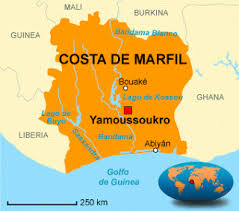 MALI
BURKINA
GUINEA
Bandama Blanco
COSTA DE MARFIL
Bouaké
GHANA
Lago de Kossou
Yamoussoukro
Lago de
Buyo
Bandama
Sassandra
LIBERIA
Abiyán
Golfo
de Guinea
250 km